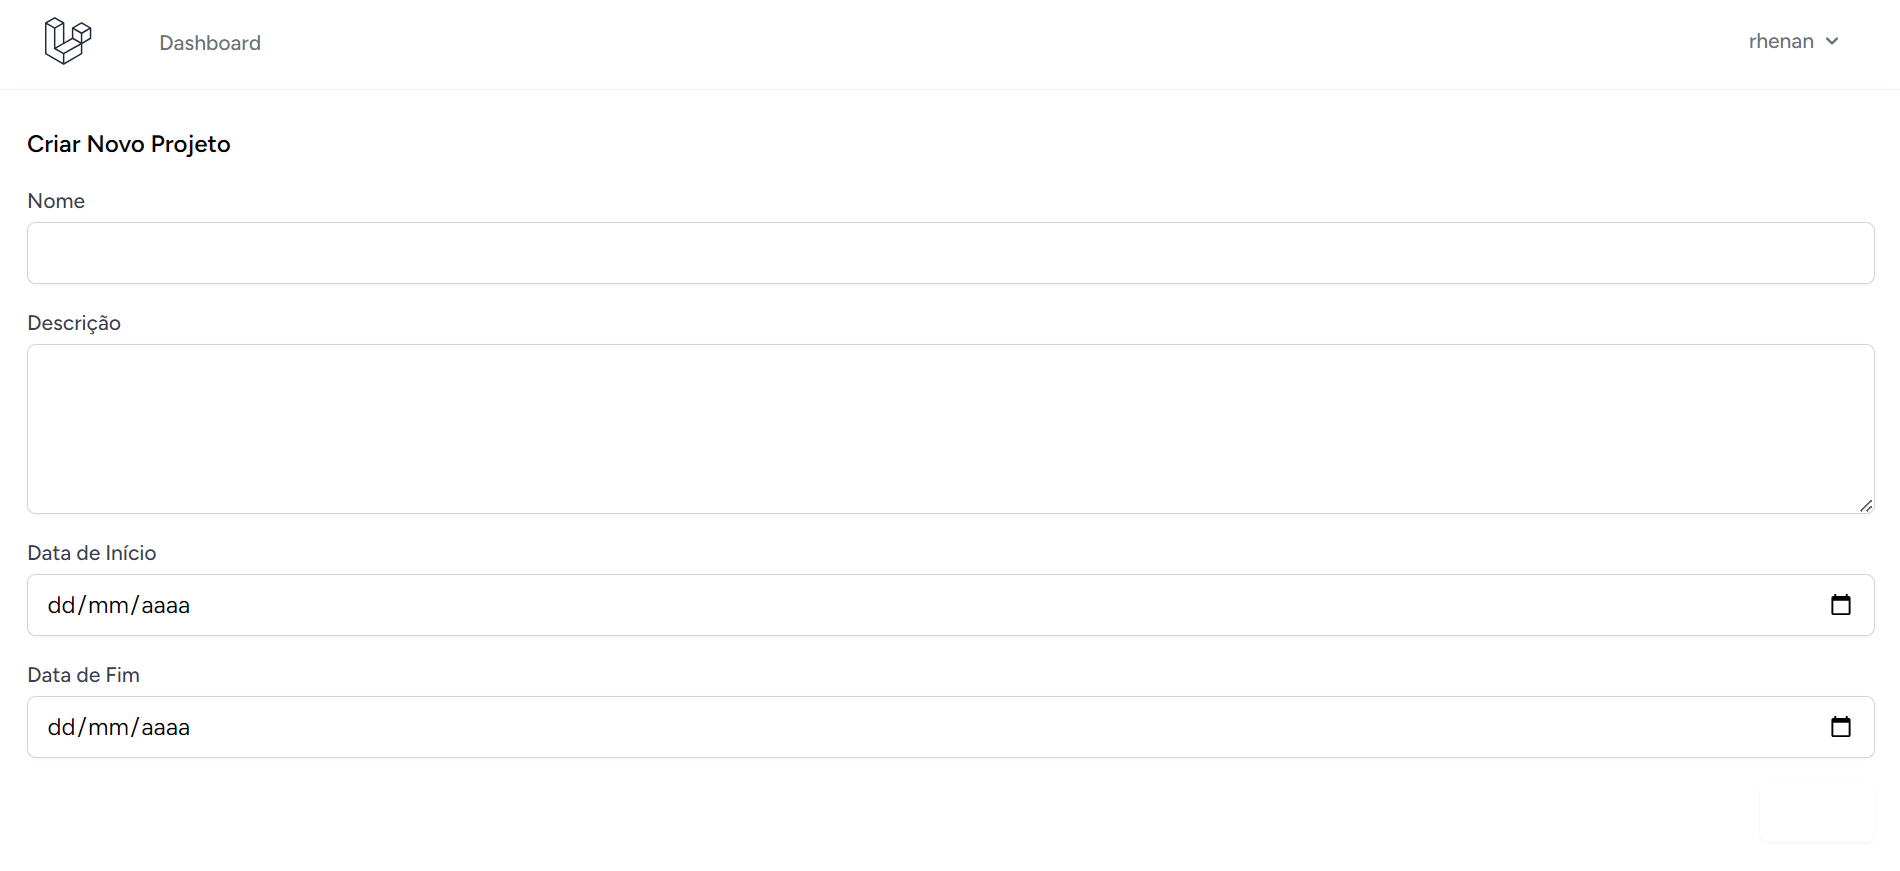 Dashboard
rhenan
Criar Novo Projeto
Nome
Descrição
Data de Início
dd/mm/aaaa
Data de Fim
dd/mm/aaaa